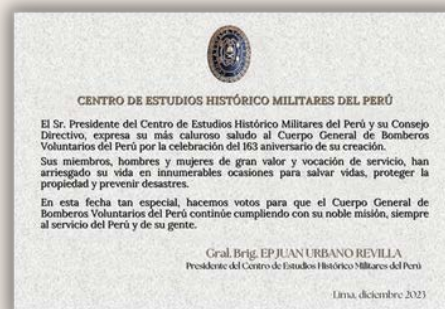 CENTRO DE ESTUDIOS HISTÓRICO MILITARES DEL PERÚ
El Sr. Presidente del Centro de Estudios Histórico Militares del Perú y su Consejo
Directivo, expresa su más caluroso saludo al Cuerpo General de Bomberos
Voluntarios del Perú por la celebración del 163 aniversario de su creación.
Sus miembros, hombres y mujeres de gran valor y vocación de servicio, han
arriesgado su vida en innumerables ocasiones para salvar vidas, proteger la
propiedad y prevenir desastres.
En esta fecha tan especial, hacemos votos para que el Cuerpo General de
Bomberos Voluntarios del Perú continúe cumpliendo con su noble misión, siempre
al servicio del Perú y de su gente.
Gral. Brig. EP JUAN URBANO REVILLA
Presidente del Centro de Estudios Histórico Militares del Perú
Lima, diciembre 2023